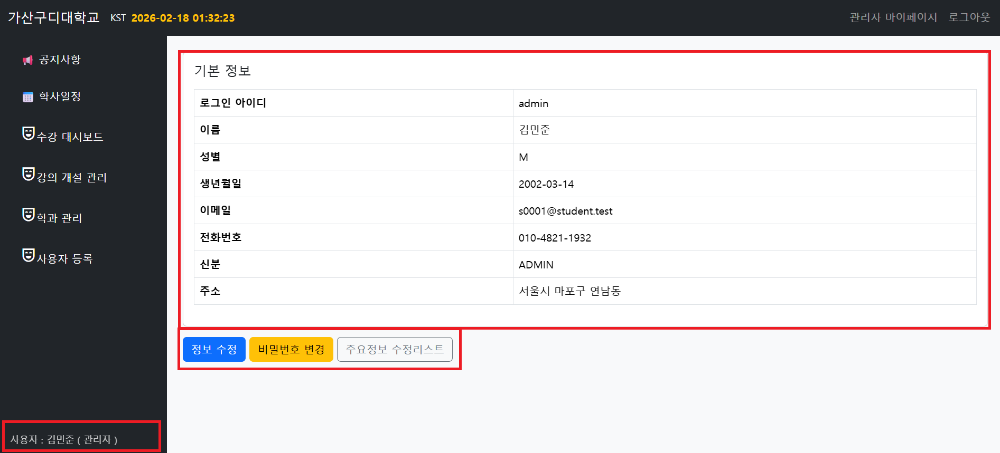 가산구디대학교 KST 2026-02-18 01:32:23 관리자 마이페이지 로그아웃
공지사항
학사일정
수강 대시보드
강의 개설 관리
학과 관리
사용자 등록
사용자 : 김민준 ( 관리자 )
기본 정보
로그인 아이디 admin
이름 김민준
성별 M
생년월일 2002-03-14
이메일 s0001@student.test
전화번호 010-4821-1932
신분 ADMIN
주소 서울시 마포구 연남동
정보 수정 비밀번호 변경 주요정보 수정리스트